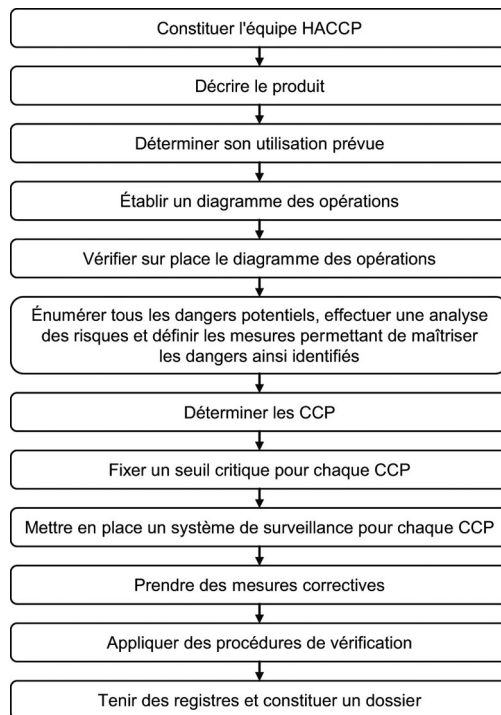 Constituer l'équipe HACCP
Décrire le produit
Déterminer son utilisation prévue
Établir un diagramme des opérations
Vérifier sur place le diagramme des opérations
Énumérer tous les dangers potentiels, effectuer une analyse
des risques et définir les mesures permettant de maîtriser
les dangers ainsi identifiés
Déterminer les CCP
Fixer un seuil critique pour chaque CCP
Mettre en place un système de surveillance pour chaque CCP
Prendre des mesures correctives
Appliquer des procédures de vérification
Tenir des registres et constituer un dossier